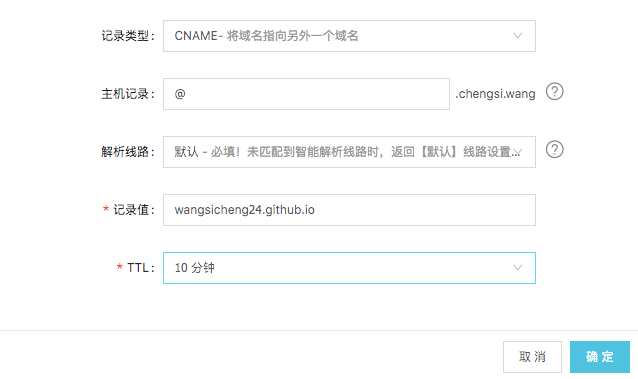 记录类型： CNAME- 将域名指向另外一个域名
主机记录： @ .chengsi.wang ?
解析线路： 默认 - 必填！未匹配到智能解析线路时，返回【默认】线路设置... ?
* 记录值： wangsicheng24.github.io
* TTL： 10 分钟
取 消 确 定